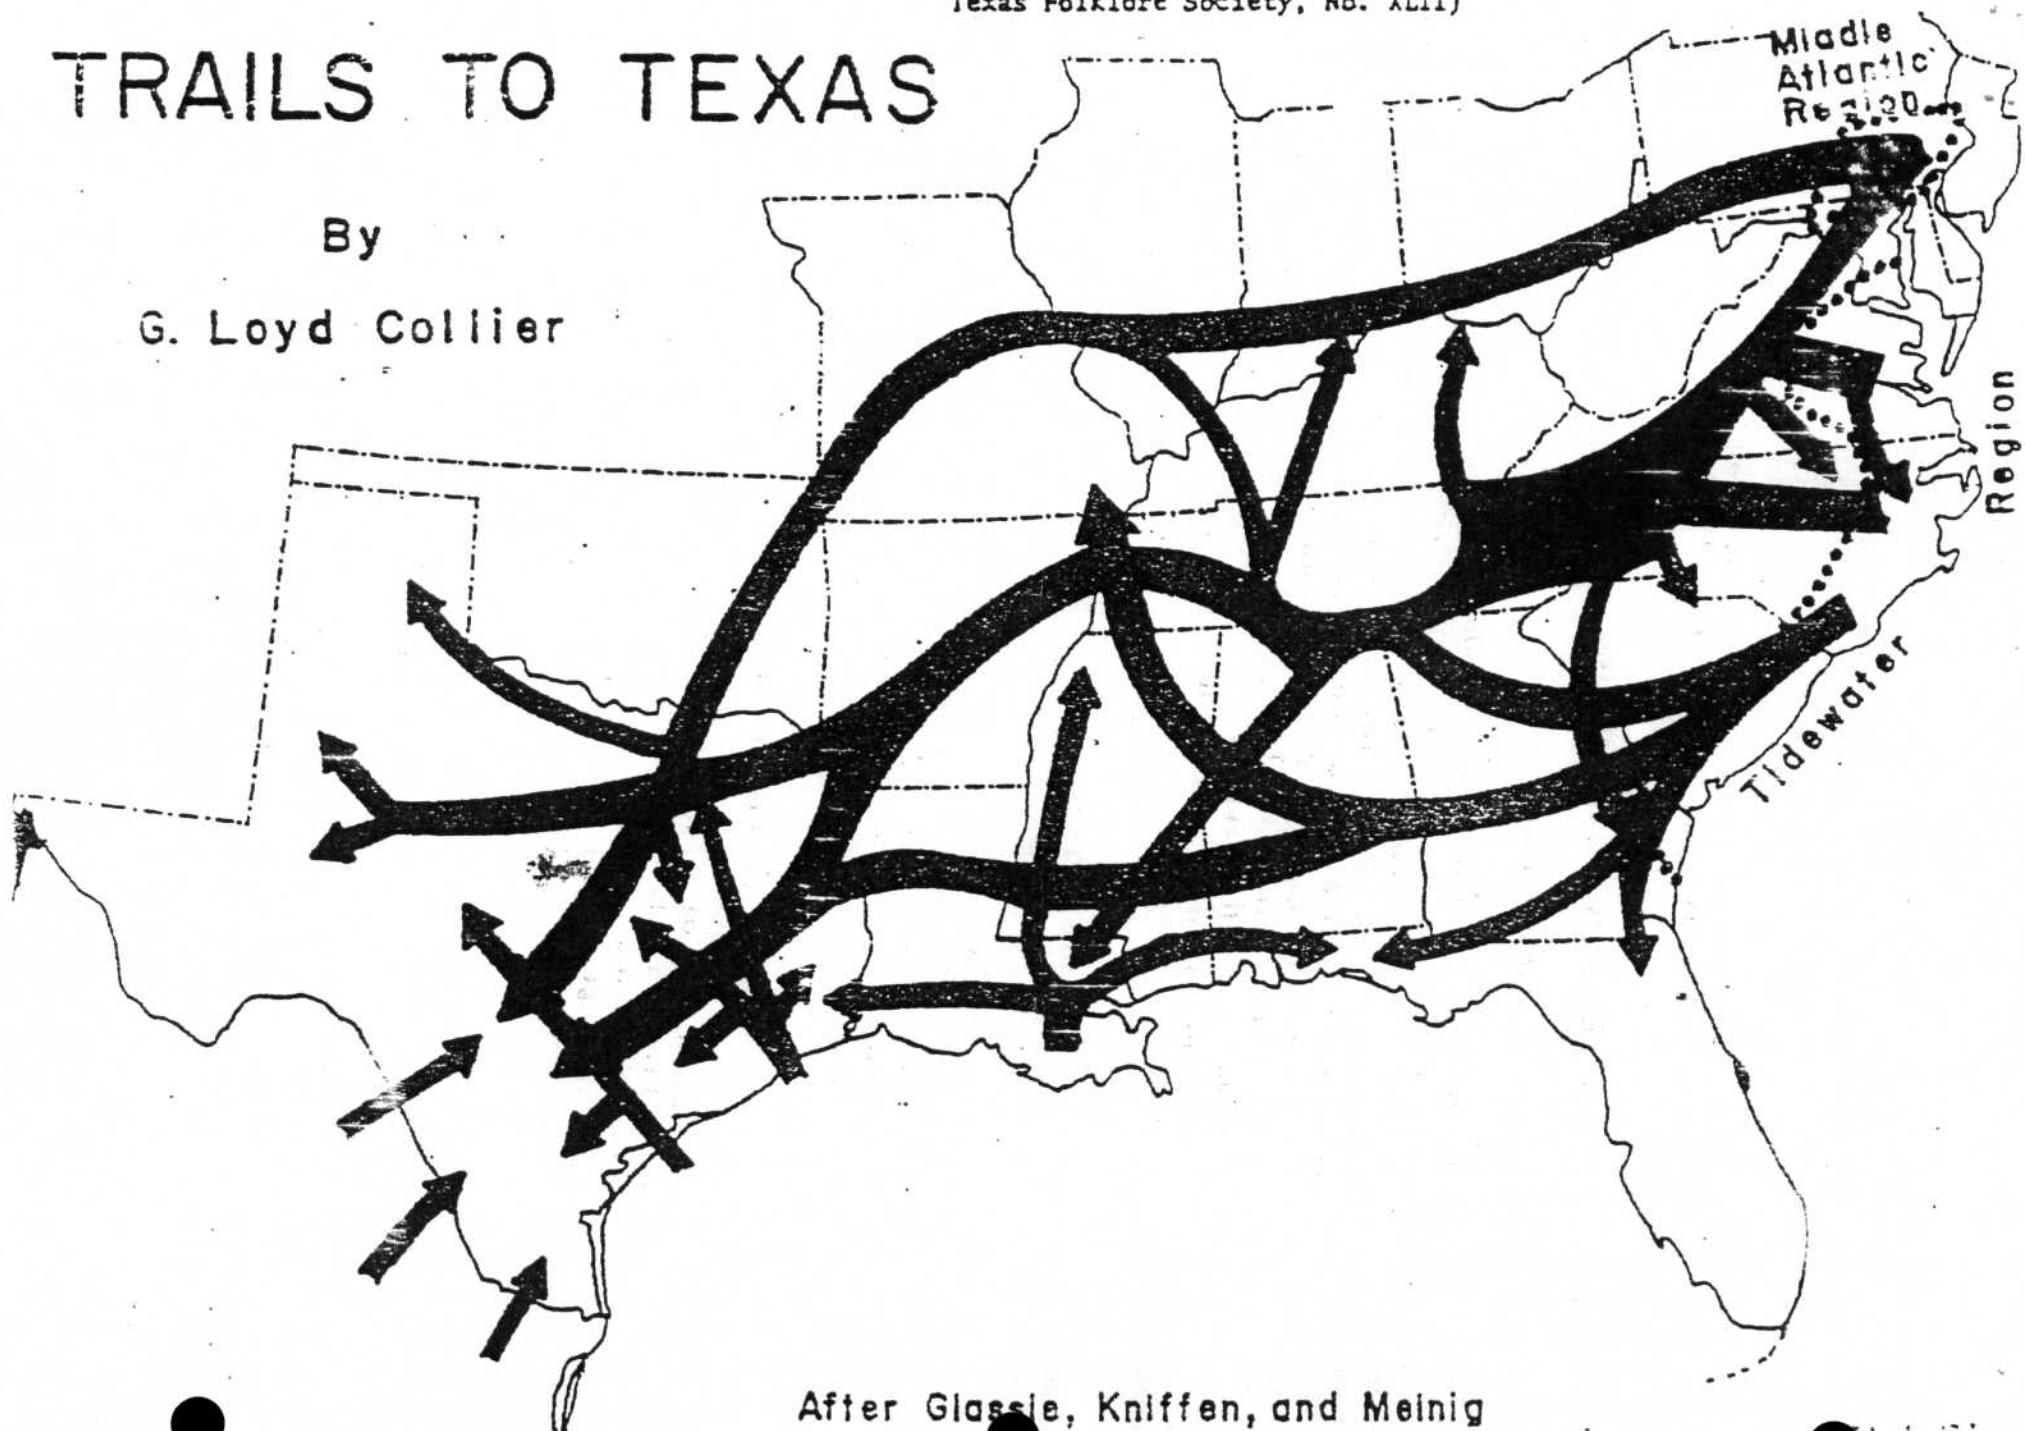 Texas Folklore Society, No. XLII)
TRAILS TO TEXAS
By
G. Loyd Collier
Middle
Atlantic
Region
Tidewater
Region
After Glassie, Kniffen, and Meinig